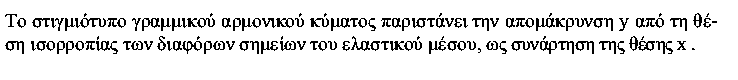 Το στιγμιότυπο γραμμικού αρμονικού κύματος παριστάνει την απομάκρυνση y από τη θέ-
ση ισορροπίας των διαφόρων σημείων του ελαστικού μέσου, ως συνάρτηση της θέσης x .